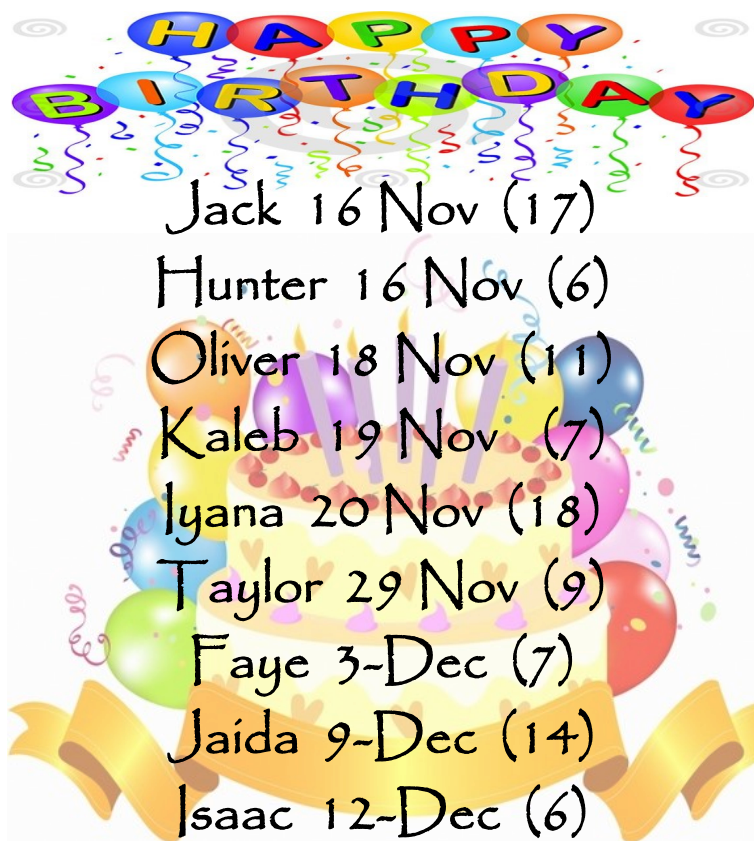 HAPPY
BIRTHDAY
Jack 16 Nov (17)
Hunter 16 Nov (6)
Oliver 18 Nov (11)
Kaleb 19 Nov (7)
Iyana 20 Nov (18)
Taylor 29 Nov (9)
Faye 3-Dec (7)
Jaida 9-Dec (14)
Isaac 12-Dec (6)